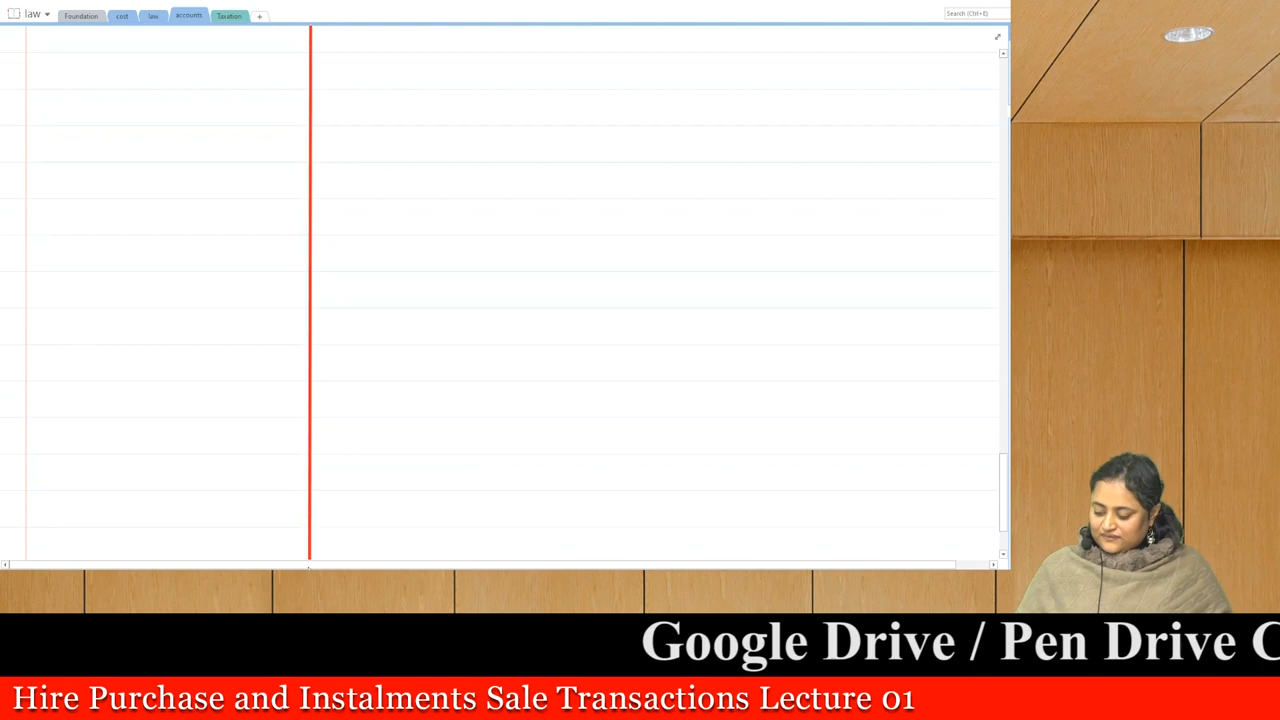 law
Foundation
cost
law
accounts
Taxation
+
Search (Ctrl+E)
Google Drive / Pen Drive C
Hire Purchase and Instalments Sale Transactions Lecture 01